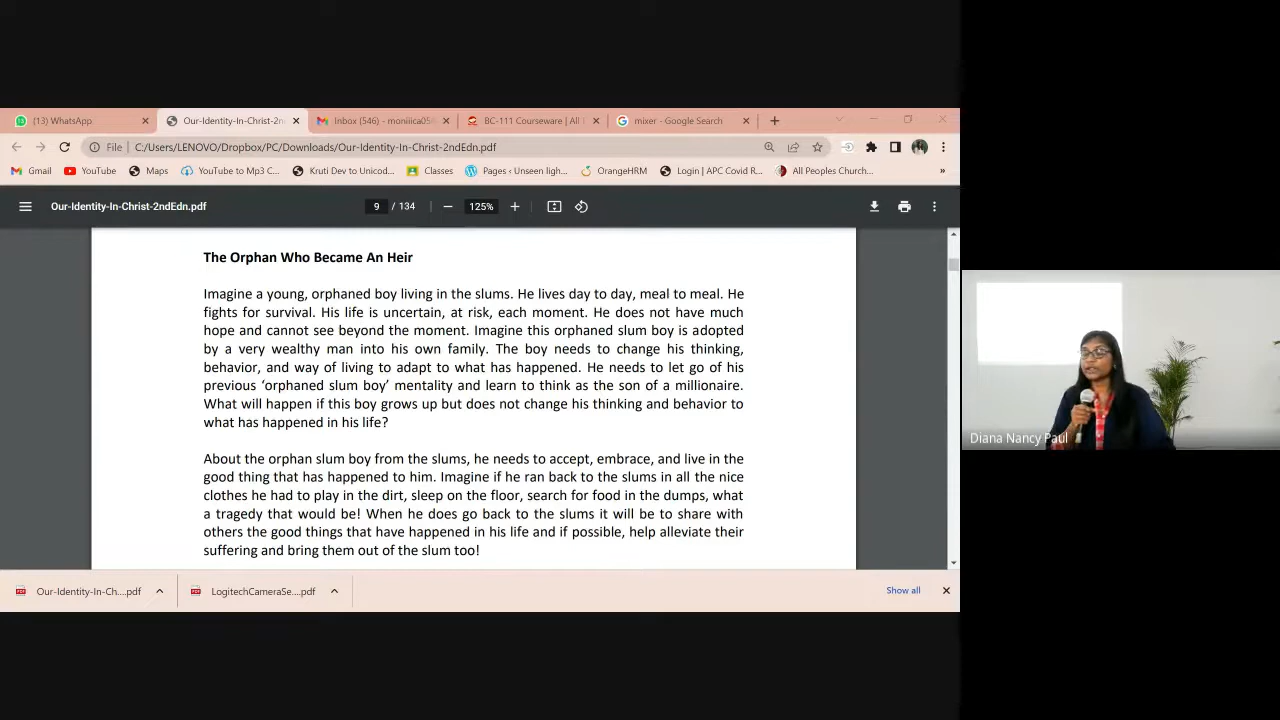 (13) WhatsApp
Our-Identity-In-Christ-2n
Inbox (546) - moniiica05
BC-111 Courseware | All
mixer - Google Search
File | C:/Users/LENOVO/Dropbox/PC/Downloads/Our-Identity-In-Christ-2ndEdn.pdf
Gmail YouTube Maps YouTube to Mp3 C... Kruti Dev to Unicod... Classes Pages ‹ Unseen ligh... OrangeHRM Login | APC Covid R... All Peoples Church... »
Our-Identity-In-Christ-2ndEdn.pdf 9 / 134 125%
The Orphan Who Became An Heir
Imagine a young, orphaned boy living in the slums. He lives day to day, meal to meal. He
fights for survival. His life is uncertain, at risk, each moment. He does not have much
hope and cannot see beyond the moment. Imagine this orphaned slum boy is adopted
by a very wealthy man into his own family. The boy needs to change his thinking,
behavior, and way of living to adapt to what has happened. He needs to let go of his
previous ‘orphaned slum boy’ mentality and learn to think as the son of a millionaire.
What will happen if this boy grows up but does not change his thinking and behavior to
what has happened in his life?
About the orphan slum boy from the slums, he needs to accept, embrace, and live in the
good thing that has happened to him. Imagine if he ran back to the slums in all the nice
clothes he had to play in the dirt, sleep on the floor, search for food in the dumps, what
a tragedy that would be! When he does go back to the slums it will be to share with
others the good things that have happened in his life and if possible, help alleviate their
suffering and bring them out of the slum too!
Diana Nancy Paul
Our-Identity-In-Ch....pdf
LogitechCameraSe....pdf
Show all